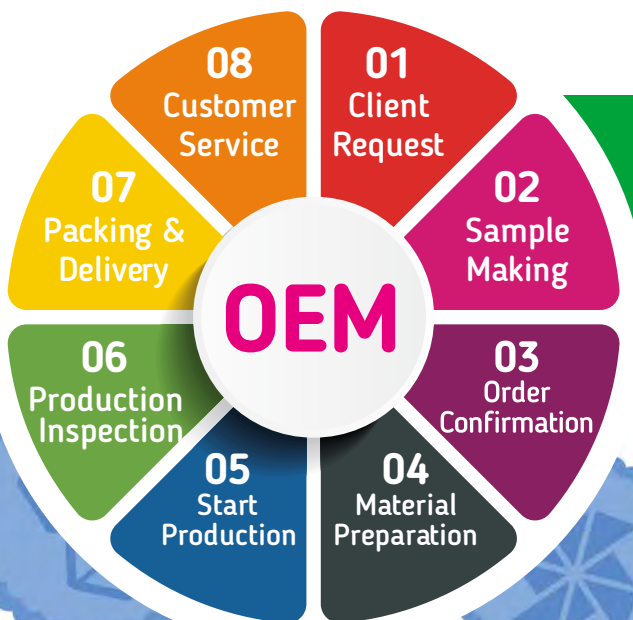 01
Client
Request
02
Sample
Making
03
Order
Confirmation
04
Material
Preparation
05
Start
Production
06
Production
Inspection
07
Packing &
Delivery
08
Customer
Service
OEM